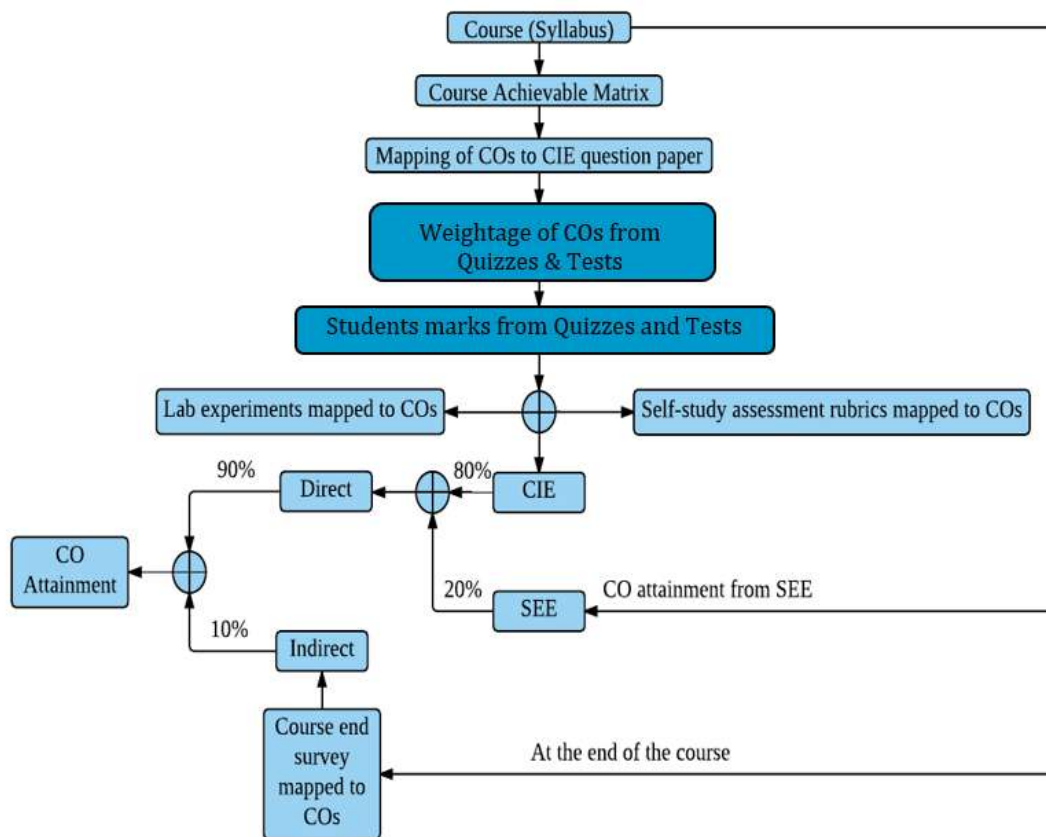 Course (Syllabus)
Course Achievable Matrix
Mapping of COs to CIE question paper
Weightage of COs from
Quizzes & Tests
Students marks from Quizzes and Tests
Lab experiments mapped to COs
Self-study assessment rubrics mapped to COs
90%
Direct
80%
CIE
CO
Attainment
20%
SEE
CO attainment from SEE
10%
Indirect
Course end
survey
mapped to
COs
At the end of the course